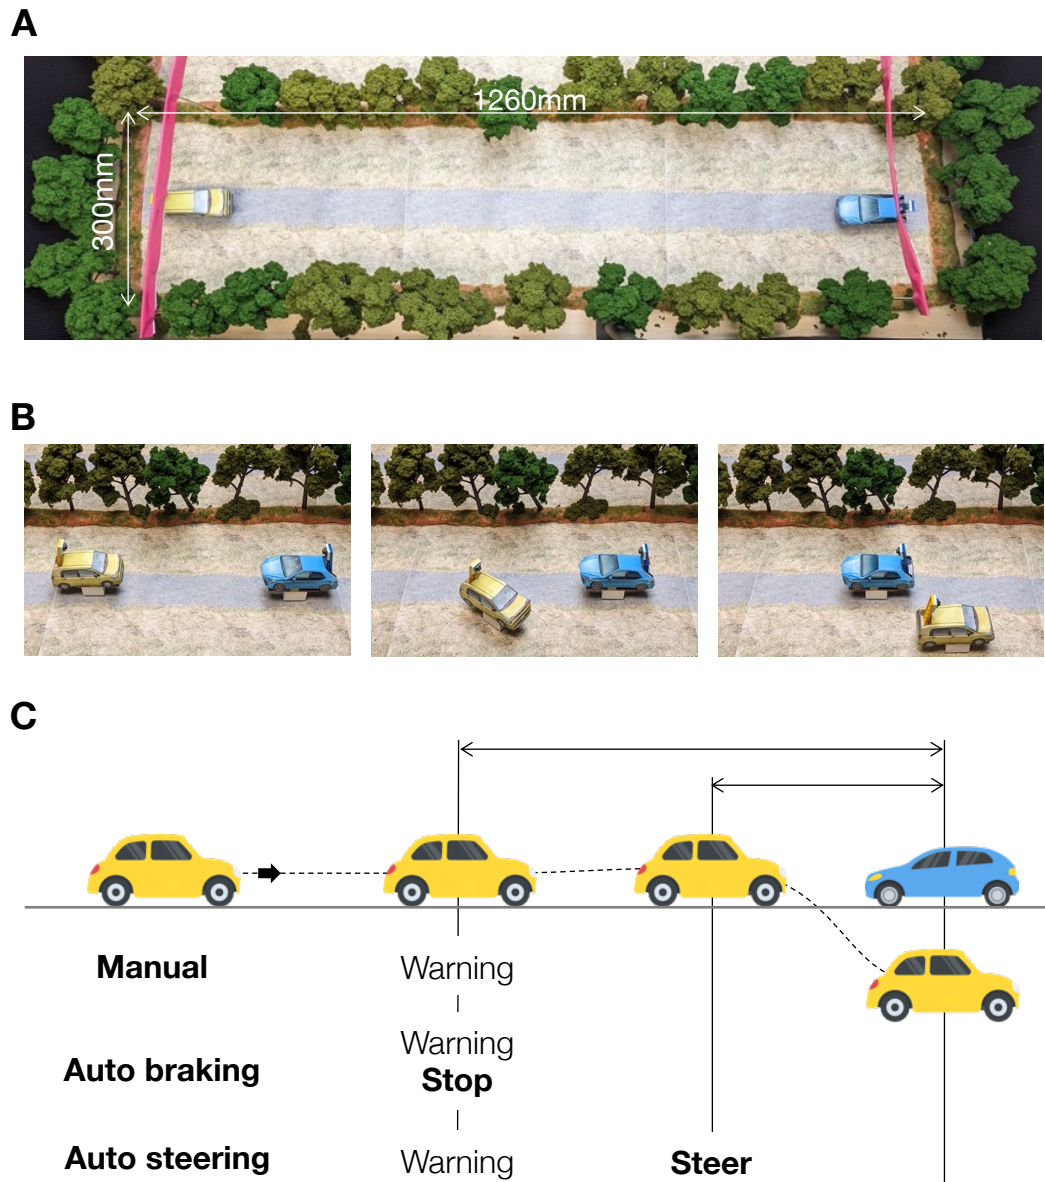 A
1260mm
300mm
B
C
Manual
Warning
Auto braking
Warning
Stop
Auto steering
Warning
Steer